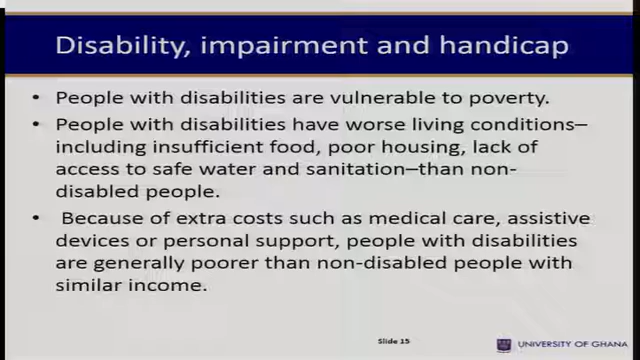 Disability, impairment and handicap
• People with disabilities are vulnerable to poverty.
• People with disabilities have worse living conditions–
including insufficient food, poor housing, lack of
access to safe water and sanitation–than non-
disabled people.
• Because of extra costs such as medical care, assistive
devices or personal support, people with disabilities
are generally poorer than non-disabled people with
similar income.
Slide 15
UNIVERSITY OF GHANA